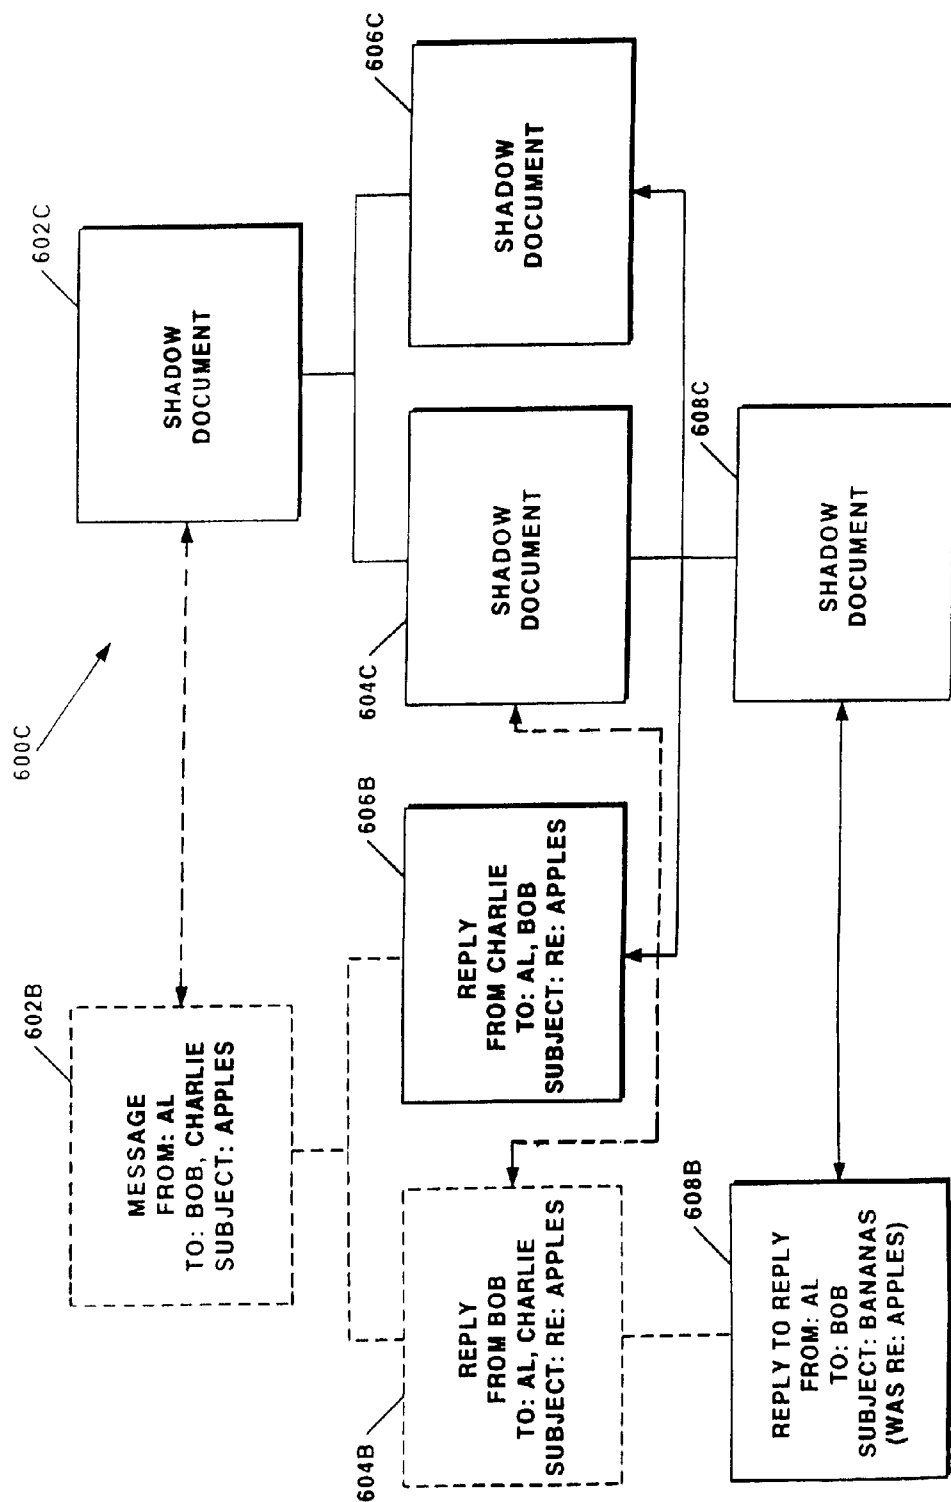 600C
602B
MESSAGE
FROM: AL
TO: BOB, CHARLIE
SUBJECT: APPLES
602C
SHADOW
DOCUMENT
604B
REPLY
FROM BOB
TO: AL, CHARLIE
SUBJECT: RE: APPLES
606B
REPLY
FROM CHARLIE
TO: AL, BOB
SUBJECT: RE: APPLES
604C
SHADOW
DOCUMENT
606C
SHADOW
DOCUMENT
608B
REPLY TO REPLY
FROM: AL
TO: BOB
SUBJECT: BANANAS
(WAS RE: APPLES)
608C
SHADOW
DOCUMENT